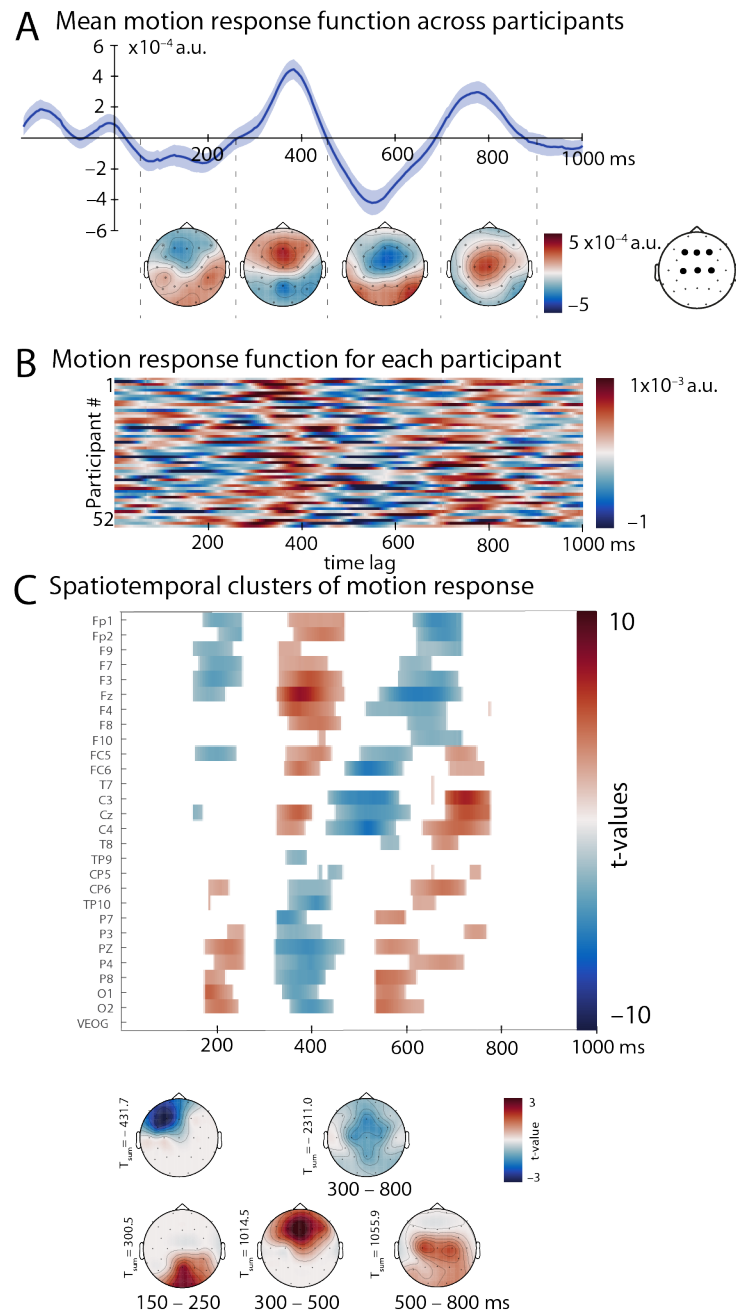 A Mean motion response function across participants
6 x10⁻⁴ a.u.
4
2
200 400 600 800 1000 ms
−2
−4
−6
5 x10⁻⁴ a.u.
−5
B Motion response function for each participant
1
Participant #
52
1x10⁻³ a.u.
−1
200 400 600 800 1000 ms
time lag
C Spatiotemporal clusters of motion response
Fp1
Fp2
F9
F7
F3
Fz
F4
F8
F10
FC5
FC6
T7
C3
Cz
C4
T8
TP9
CP5
CP6
TP10
P7
P3
PZ
P4
P8
O1
O2
VEOG
10
t-values
−10
200 400 600 800 1000 ms
Tsum = − 431.7
Tsum = − 2311.0
300 – 800
3
t-value
−3
Tsum = 300.5
Tsum = 1014.5
Tsum = 1055.9
150 – 250 300 – 500 500 – 800 ms